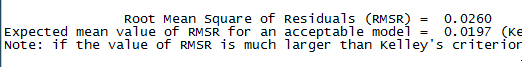 Root Mean Square of Residuals (RMSR) = 0.0260
Expected mean value of RMSR for an acceptable model = 0.0197 (Ke
Note: if the value of RMSR is much larger than Kelley's criterion